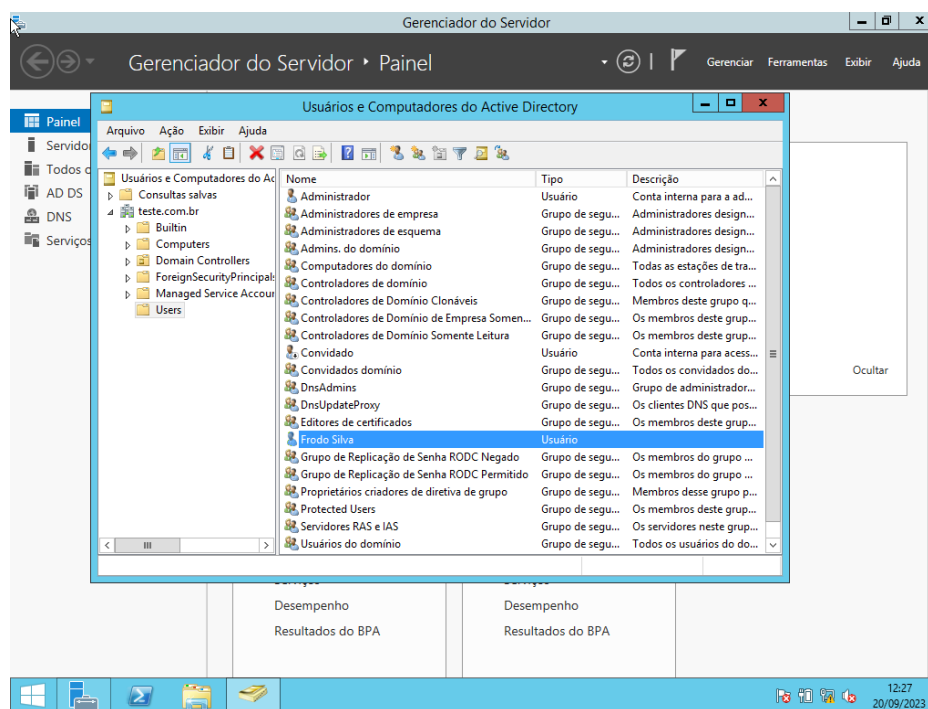 Gerenciador do Servidor
Gerenciador do Servidor • Painel
Gerenciar Ferramentas Exibir Ajuda
Painel
Servido
Todos o
AD DS
DNS
Serviços
Usuários e Computadores do Active Directory
Arquivo Ação Exibir Ajuda
Usuários e Computadores do Ac
Consultas salvas
teste.com.br
Builtin
Computers
Domain Controllers
ForeignSecurityPrincipals
Managed Service Accour
Users
Nome Tipo Descrição
Administrador Usuário Conta interna para a ad...
Administradores de empresa Grupo de segu... Administradores design...
Administradores de esquema Grupo de segu... Administradores design...
Admins. do domínio Grupo de segu... Administradores design...
Computadores do domínio Grupo de segu... Todas as estações de tra...
Controladores de domínio Grupo de segu... Todos os controladores ...
Controladores de Domínio Clonáveis Grupo de segu... Membros deste grupo q...
Controladores de Domínio de Empresa Somen... Grupo de segu... Os membros deste grup...
Controladores de Domínio Somente Leitura Grupo de segu... Os membros deste grup...
Convidado Usuário Conta interna para acess...
Convidados domínio Grupo de segu... Todos os convidados do...
DnsAdmins Grupo de segu... Grupo de administrador...
DnsUpdateProxy Grupo de segu... Os clientes DNS que pos...
Editores de certificados Grupo de segu... Os membros deste grup...
Frodo Silva Usuário
Grupo de Replicação de Senha RODC Negado Grupo de segu... Os membros do grupo ...
Grupo de Replicação de Senha RODC Permitido Grupo de segu... Os membros do grupo ...
Proprietários criadores de diretiva de grupo Grupo de segu... Membros desse grupo p...
Protected Users Grupo de segu... Os membros deste grup...
Servidores RAS e IAS Grupo de segu... Os servidores neste grup...
Usuários do domínio Grupo de segu... Todos os usuários do do...
Ocultar
Desempenho Desempenho
Resultados do BPA Resultados do BPA
12:27
20/09/2023